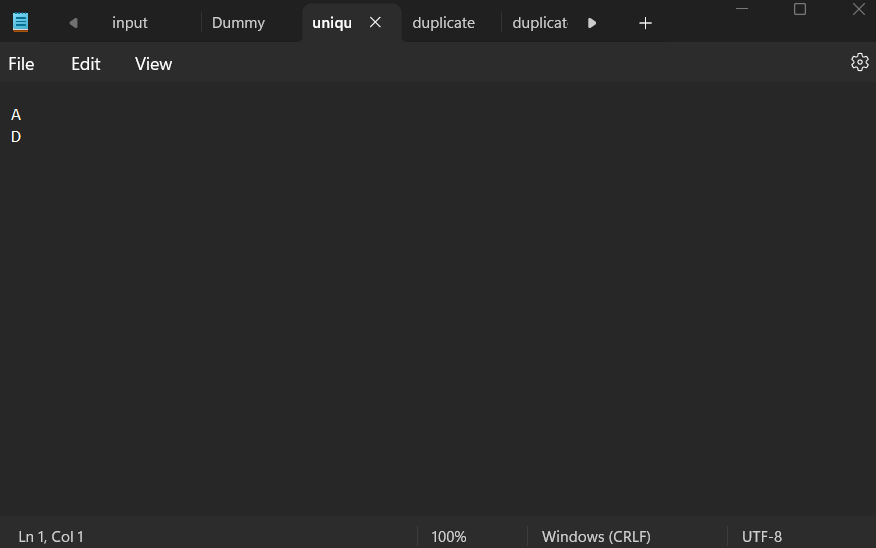 input Dummy uniqu duplicate duplicat
File Edit View
A
D
Ln 1, Col 1 100% Windows (CRLF) UTF-8